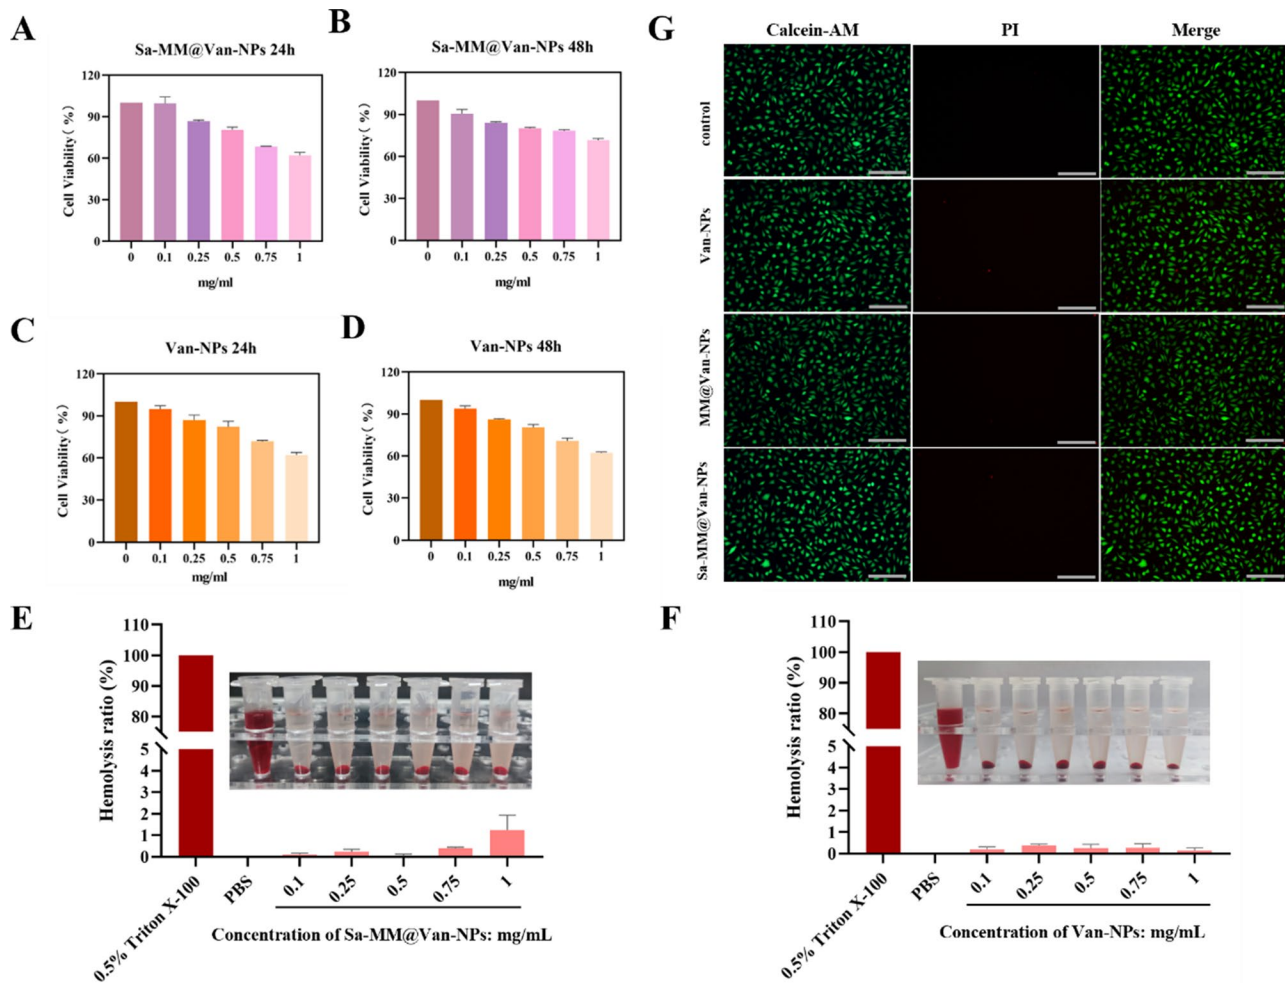 A
Sa-MM@Van-NPs 24h
Cell Viability( %)
120
90
60
30
0
0 0.1 0.25 0.5 0.75 1
mg/ml
B
Sa-MM@Van-NPs 48h
Cell Viability( %)
120
90
60
30
0
0 0.1 0.25 0.5 0.75 1
mg/ml
C
Van-NPs 24h
Cell Viability( %)
120
90
60
30
0
0 0.1 0.25 0.5 0.75 1
mg/ml
D
Van-NPs 48h
Cell Viability( %)
120
90
60
30
0
0 0.1 0.25 0.5 0.75 1
mg/ml
G
Calcein-AM PI Merge
control
Van-NPs
MM@Van-NPs
Sa-MM@Van-NPs
E
Hemolysis ratio (%)
110
100
90
80
5
4
3
2
1
0
0.5% Triton X-100 PBS 0.1 0.25 0.5 0.75 1
Concentration of Sa-MM@Van-NPs: mg/mL
F
Hemolysis ratio (%)
110
100
90
80
5
4
3
2
1
0
0.5% Triton X-100 PBS 0.1 0.25 0.5 0.75 1
Concentration of Van-NPs: mg/mL